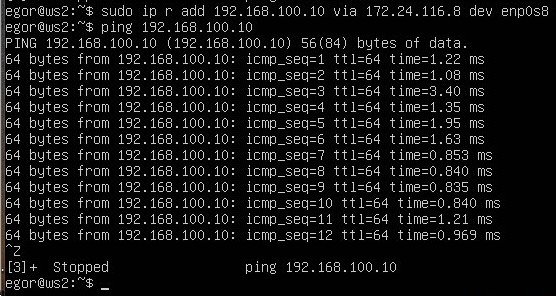 egor@ws2:~$ sudo ip r add 192.168.100.10 via 172.24.116.8 dev enp0s8
egor@ws2:~$ ping 192.168.100.10
PING 192.168.100.10 (192.168.100.10) 56(84) bytes of data.
64 bytes from 192.168.100.10: icmp_seq=1 ttl=64 time=1.22 ms
64 bytes from 192.168.100.10: icmp_seq=2 ttl=64 time=1.08 ms
64 bytes from 192.168.100.10: icmp_seq=3 ttl=64 time=3.40 ms
64 bytes from 192.168.100.10: icmp_seq=4 ttl=64 time=1.35 ms
64 bytes from 192.168.100.10: icmp_seq=5 ttl=64 time=1.95 ms
64 bytes from 192.168.100.10: icmp_seq=6 ttl=64 time=1.63 ms
64 bytes from 192.168.100.10: icmp_seq=7 ttl=64 time=0.853 ms
64 bytes from 192.168.100.10: icmp_seq=8 ttl=64 time=0.840 ms
64 bytes from 192.168.100.10: icmp_seq=9 ttl=64 time=0.835 ms
64 bytes from 192.168.100.10: icmp_seq=10 ttl=64 time=0.840 ms
64 bytes from 192.168.100.10: icmp_seq=11 ttl=64 time=1.21 ms
64 bytes from 192.168.100.10: icmp_seq=12 ttl=64 time=0.969 ms
^Z
[3]+  Stopped                 ping 192.168.100.10
egor@ws2:~$ _